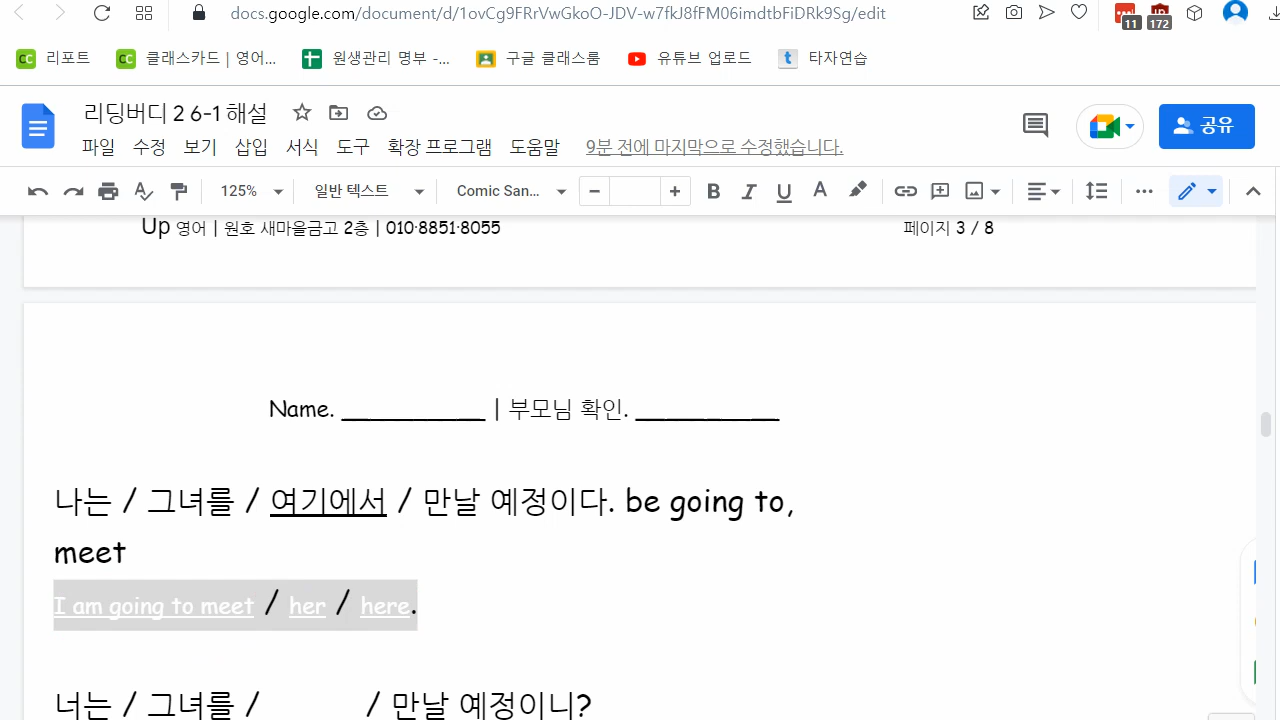 docs.google.com/document/d/1ovCg9FRrVwGkoO-JDV-w7fkJ8fFM06imdtbFiDRk9Sg/edit
11 172
리포트 클래스카드 | 영어... 원생관리 명부 -... 구글 클래스룸 유튜브 업로드 타자연습
리딩버디 2 6-1 해설
공유
파일 수정 보기 삽입 서식 도구 확장 프로그램 도움말 9분 전에 마지막으로 수정했습니다.
125% 일반 텍스트 Comic San... B I U A
Up 영어 | 원호 새마을금고 2층 | 010·8851·8055 페이지 3 / 8
Name. __________ | 부모님 확인. __________
나는 / 그녀를 / 여기에서 / 만날 예정이다. be going to,
meet
I am going to meet / her / here.
너는 / 그녀를 / / 만날 예정이니?